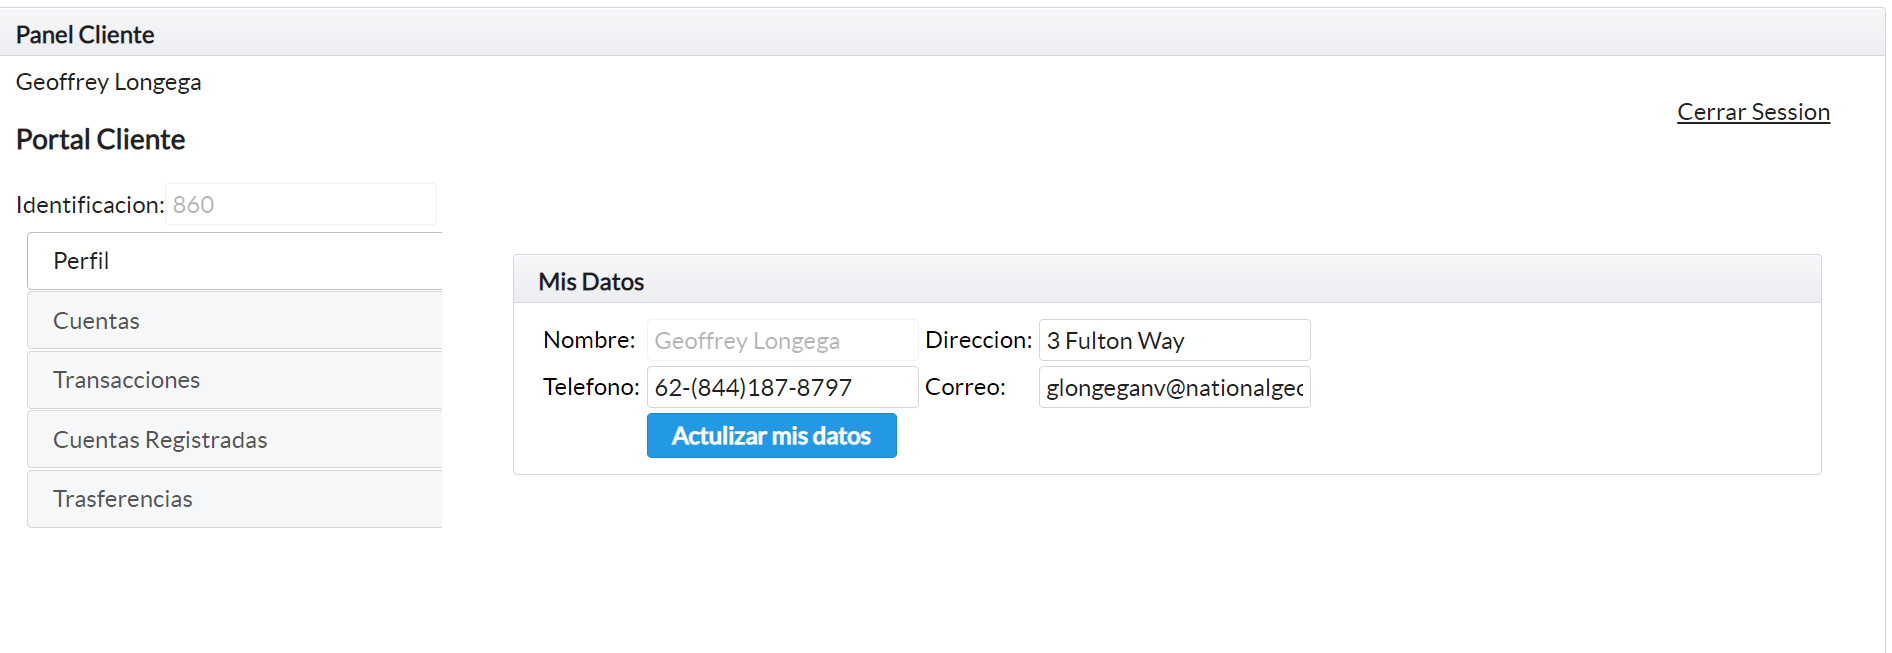 Panel Cliente
Geoffrey Longega
Cerrar Session
Portal Cliente
Identificacion: 860
Perfil
Cuentas
Transacciones
Cuentas Registradas
Trasferencias
Mis Datos
Nombre: Geoffrey Longega Direccion: 3 Fulton Way
Telefono: 62-(844)187-8797 Correo: glongeganv@nationalgec
Actulizar mis datos